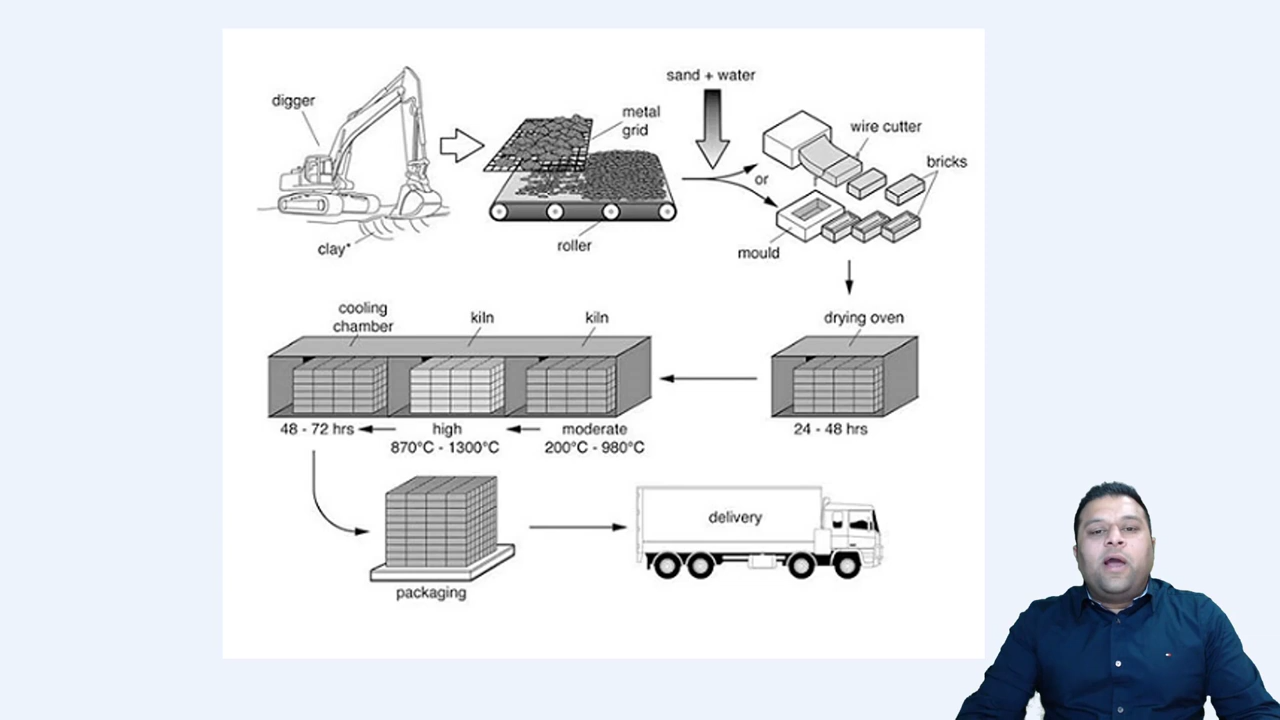 sand + water
digger
metal
grid
wire cutter
bricks
or
clay*
roller
mould
cooling
chamber
kiln
kiln
drying oven
48 - 72 hrs
high
870°C - 1300°C
moderate
200°C - 980°C
24 - 48 hrs
delivery
packaging